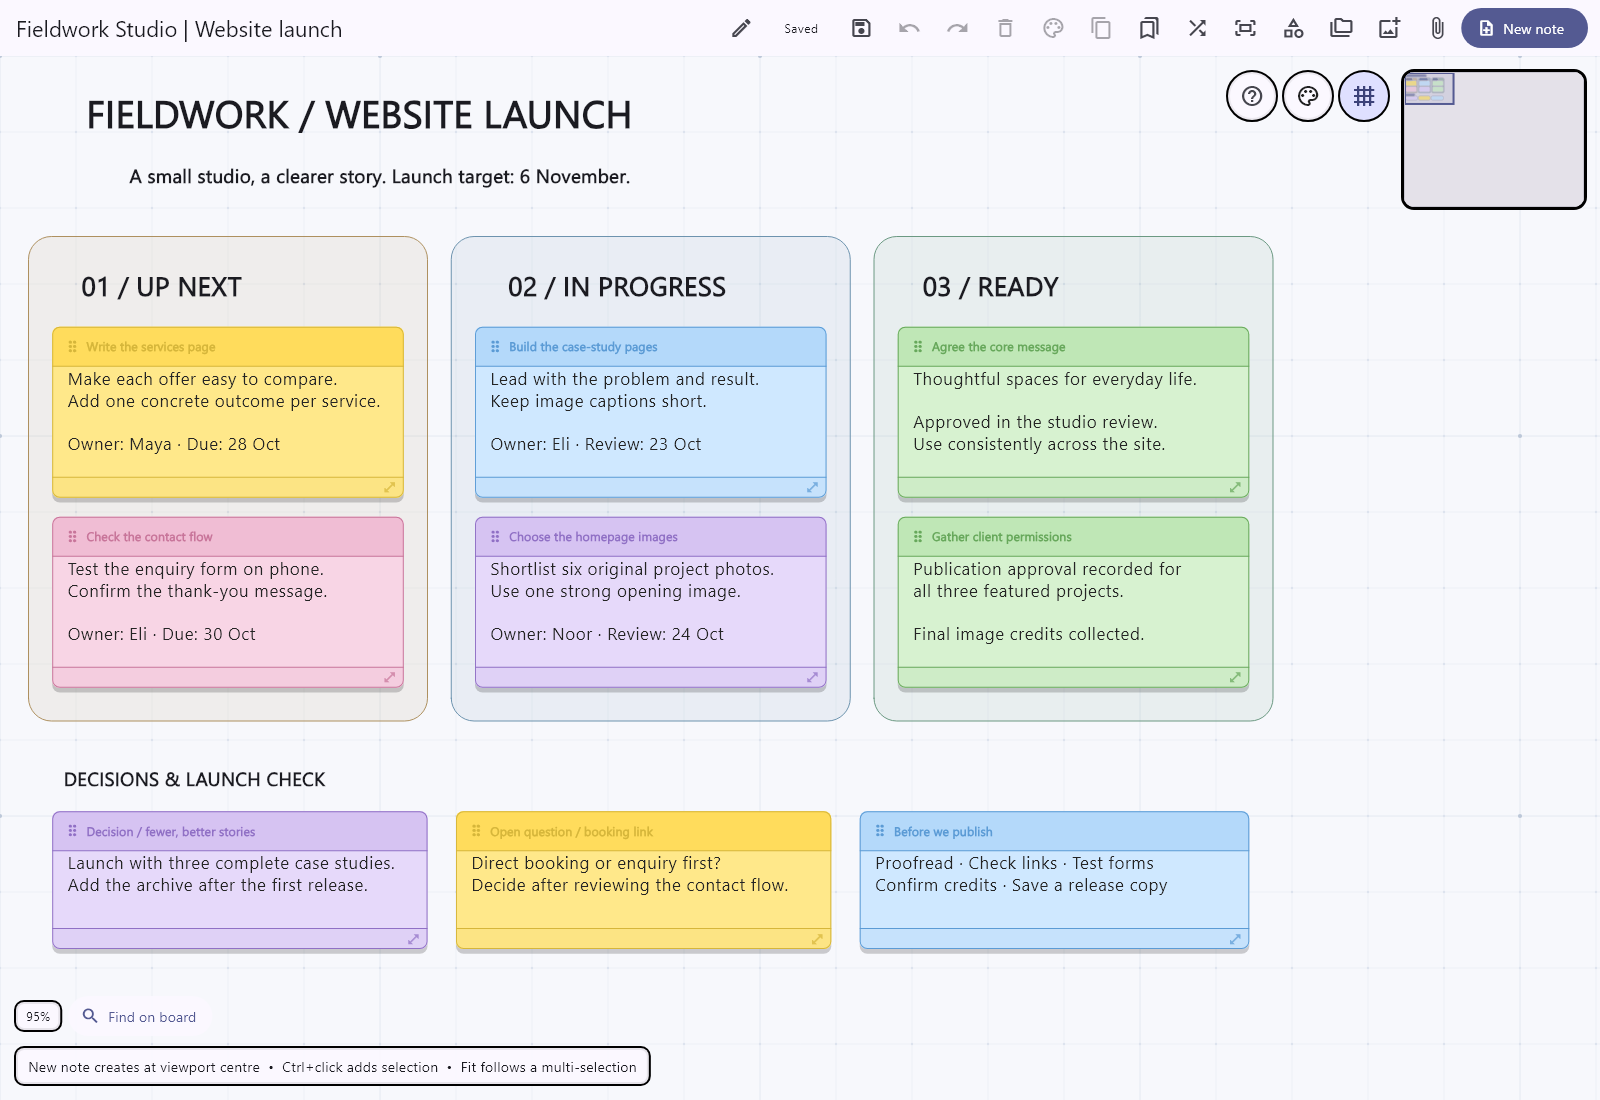 Fieldwork Studio | Website launch
Saved
New note
FIELDWORK / WEBSITE LAUNCH
A small studio, a clearer story. Launch target: 6 November.
01 / UP NEXT
Write the services page
Make each offer easy to compare.
Add one concrete outcome per service.
Owner: Maya · Due: 28 Oct
Check the contact flow
Test the enquiry form on phone.
Confirm the thank-you message.
Owner: Eli · Due: 30 Oct
02 / IN PROGRESS
Build the case-study pages
Lead with the problem and result.
Keep image captions short.
Owner: Eli · Review: 23 Oct
Choose the homepage images
Shortlist six original project photos.
Use one strong opening image.
Owner: Noor · Review: 24 Oct
03 / READY
Agree the core message
Thoughtful spaces for everyday life.
Approved in the studio review.
Use consistently across the site.
Gather client permissions
Publication approval recorded for
all three featured projects.
Final image credits collected.
DECISIONS & LAUNCH CHECK
Decision / fewer, better stories
Launch with three complete case studies.
Add the archive after the first release.
Open question / booking link
Direct booking or enquiry first?
Decide after reviewing the contact flow.
Before we publish
Proofread · Check links · Test forms
Confirm credits · Save a release copy
95%
Find on board
New note creates at viewport centre • Ctrl+click adds selection • Fit follows a multi-selection